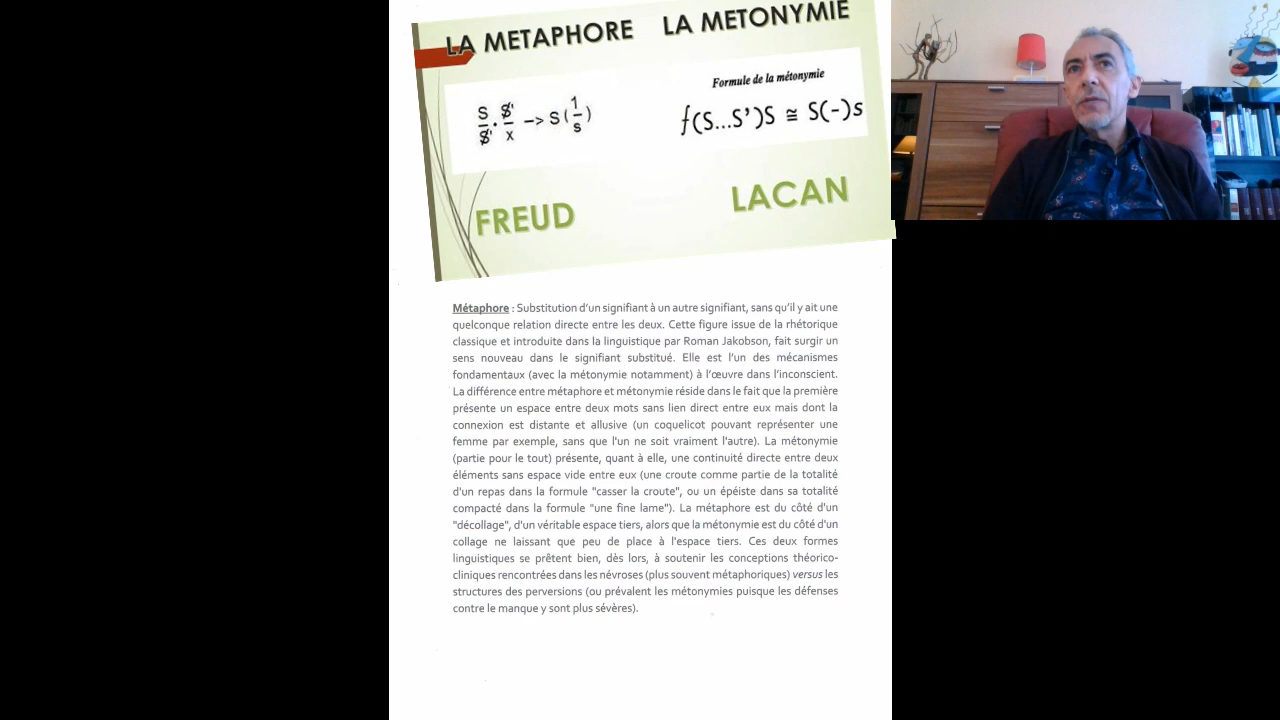 LA METAPHORE LA METONYMIE
Formule de la métonymie
S/$' . $'/x -> S(1/s)
f(S...S')S ≅ S(-)s
FREUD LACAN
Métaphore : Substitution d'un signifiant à un autre signifiant, sans qu'il y ait une
quelconque relation directe entre les deux. Cette figure issue de la rhétorique
classique et introduite dans la linguistique par Roman Jakobson, fait surgir un
sens nouveau dans le signifiant substitué. Elle est l'un des mécanismes
fondamentaux (avec la métonymie notamment) à l'œuvre dans l'inconscient.
La différence entre métaphore et métonymie réside dans le fait que la première
présente un espace entre deux mots sans lien direct entre eux mais dont la
connexion est distante et allusive (un coquelicot pouvant représenter une
femme par exemple, sans que l'un ne soit vraiment l'autre). La métonymie
(partie pour le tout) présente, quant à elle, une continuité directe entre deux
éléments sans espace vide entre eux (une croute comme partie de la totalité
d'un repas dans la formule "casser la croute", ou un épéiste dans sa totalité
compacté dans la formule "une fine lame"). La métaphore est du côté d'un
"décollage", d'un véritable espace tiers, alors que la métonymie est du côté d'un
collage ne laissant que peu de place à l'espace tiers. Ces deux formes
linguistiques se prêtent bien, dès lors, à soutenir les conceptions théorico-
cliniques rencontrées dans les névroses (plus souvent métaphoriques) versus les
structures des perversions (ou prévalent les métonymies puisque les défenses
contre le manque y sont plus sévères).